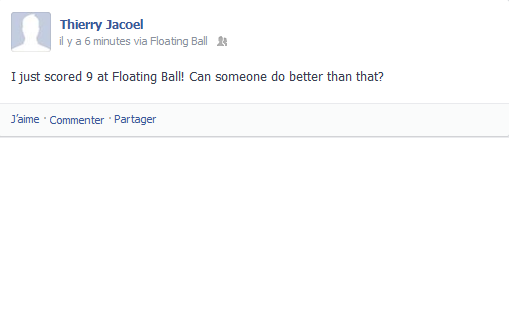 Thierry Jacoel
il y a 6 minutes via Floating Ball
I just scored 9 at Floating Ball! Can someone do better than that?
J'aime · Commenter · Partager